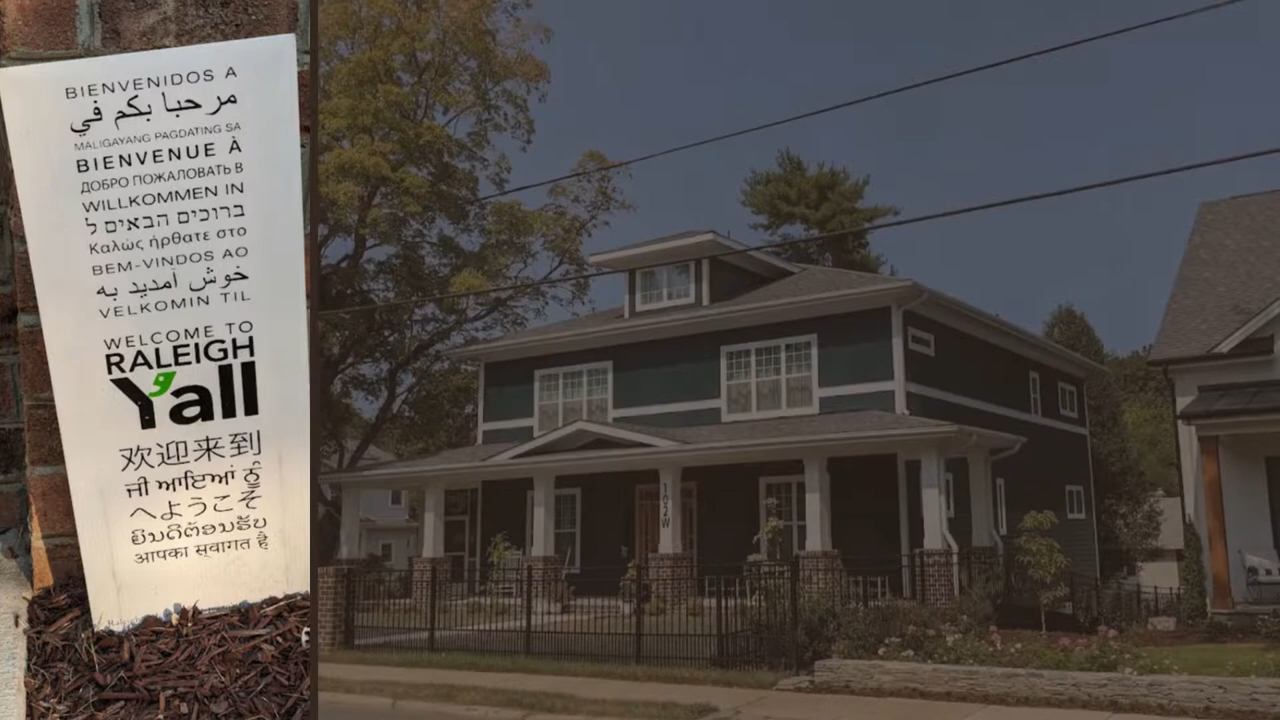 BIENVENIDOS A
مرحبا بكم في
MALIGAYANG PAGDATING SA
BIENVENUE À
ДОБРО ПОЖАЛОВАТЬ В
WILLKOMMEN IN
ברוכים הבאים ל
Καλώς ήρθατε στο
BEM-VINDOS AO
خوش آمدید به
VELKOMIN TIL
WELCOME TO
RALEIGH
Y'all
欢迎来到
ਜੀ ਆਇਆਂ ਨੂੰ
へようこそ
ຍິນດີຕ້ອນຮັບ
आपका सवागत है
102W